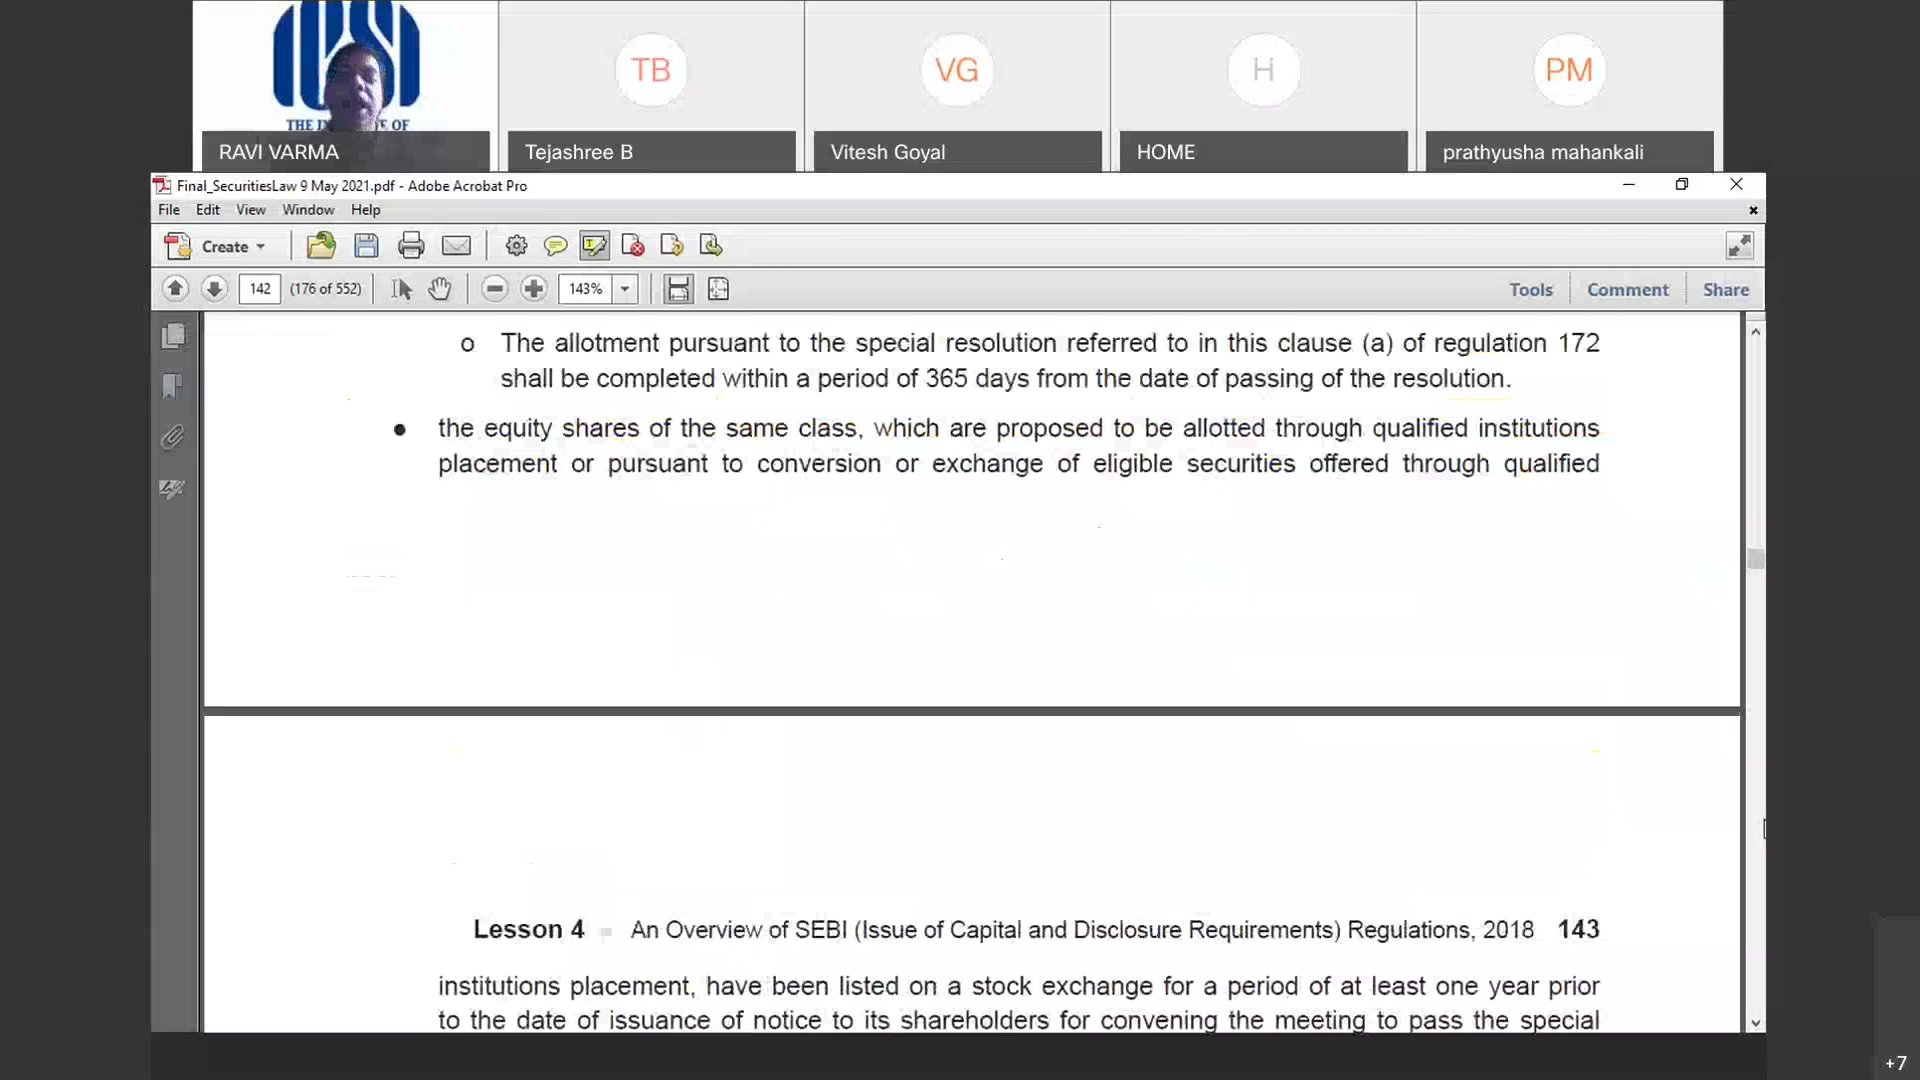 THE I
E OF
TB
VG
H
PM
RAVI VARMA
Tejashree B
Vitesh Goyal
HOME
prathyusha mahankali
Final_SecuritiesLaw 9 May 2021.pdf - Adobe Acrobat Pro
File Edit View Window Help
Create
142 (176 of 552) 143% Tools Comment Share
o The allotment pursuant to the special resolution referred to in this clause (a) of regulation 172
shall be completed within a period of 365 days from the date of passing of the resolution.
● the equity shares of the same class, which are proposed to be allotted through qualified institutions
placement or pursuant to conversion or exchange of eligible securities offered through qualified
Lesson 4 An Overview of SEBI (Issue of Capital and Disclosure Requirements) Regulations, 2018 143
institutions placement, have been listed on a stock exchange for a period of at least one year prior
to the date of issuance of notice to its shareholders for convening the meeting to pass the special
+7